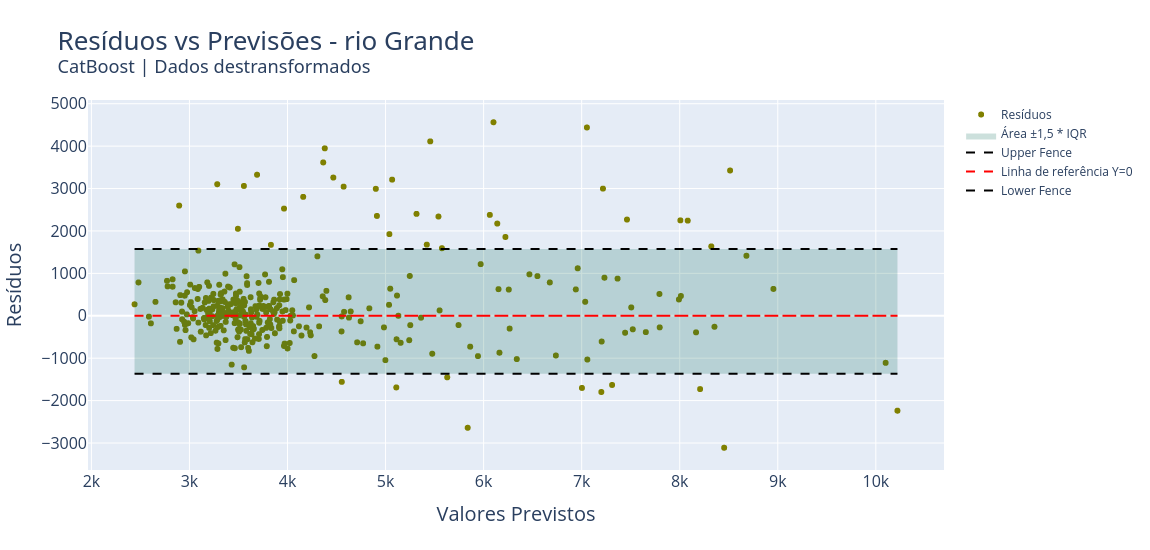 Resíduos vs Previsões - rio Grande
CatBoost | Dados destransformados
Resíduos
5000
4000
3000
2000
1000
0
−1000
−2000
−3000
2k
3k
4k
5k
6k
7k
8k
9k
10k
Valores Previstos
Resíduos
Área ±1,5 * IQR
Upper Fence
Linha de referência Y=0
Lower Fence